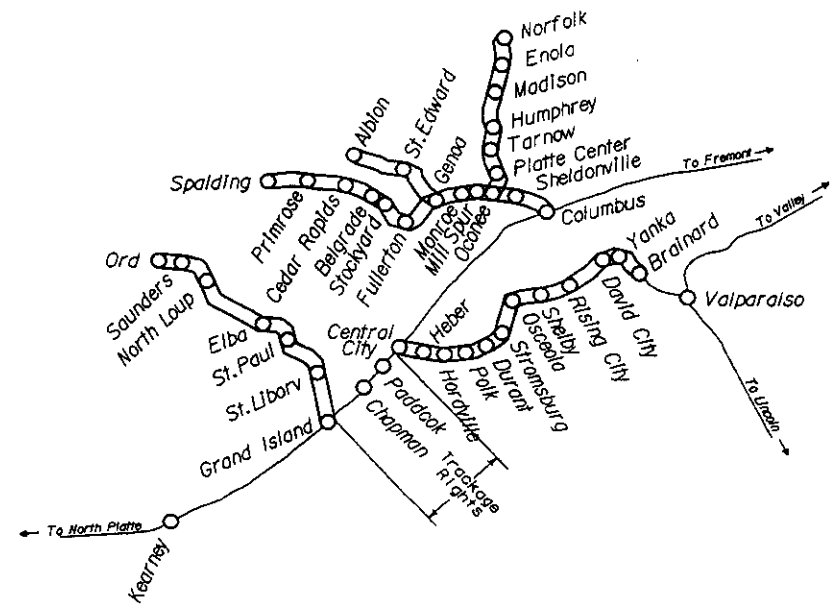 Norfolk
Enola
Madison
Humphrey
Tarnow
Platte Center
Sheldonville
To Fremont
Albion
St. Edward
Genoa
Spalding
Primrose
Cedar Rapids
Belgrade
Stockyard
Fullerton
Monroe
Mill Spur
Oconee
Columbus
To Valley
Yanka
Brainard
Valparaiso
Ord
Saunders
North Loup
Elba
St. Paul
St. Liborv
Grand Island
Central
City
Heber
Hordville
Polk
Durant
Stromsburg
Osceola
Shelby
Rising City
David City
Paddcok
Chapman
Trackage
Rights
To Lincoln
To North Platte
Kearney